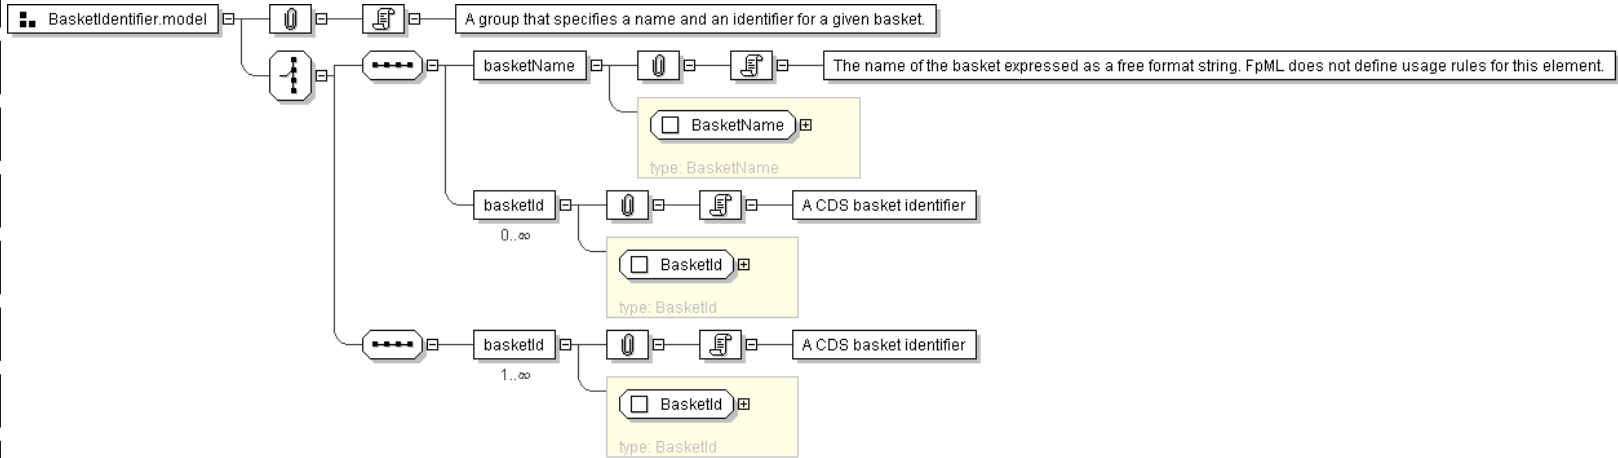 BasketIdentifier.model
A group that specifies a name and an identifier for a given basket.
basketName
The name of the basket expressed as a free format string. FpML does not define usage rules for this element.
BasketName
type: BasketName
basketId
A CDS basket identifier
0..∞
BasketId
type: BasketId
basketId
A CDS basket identifier
1..∞
BasketId
type: BasketId